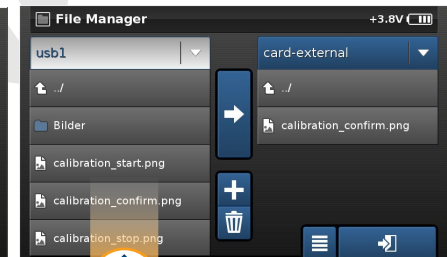 File Manager
+3.8V
usb1
card-external
../
../
Bilder
calibration_confirm.png
calibration_start.png
calibration_confirm.png
calibration_stop.png